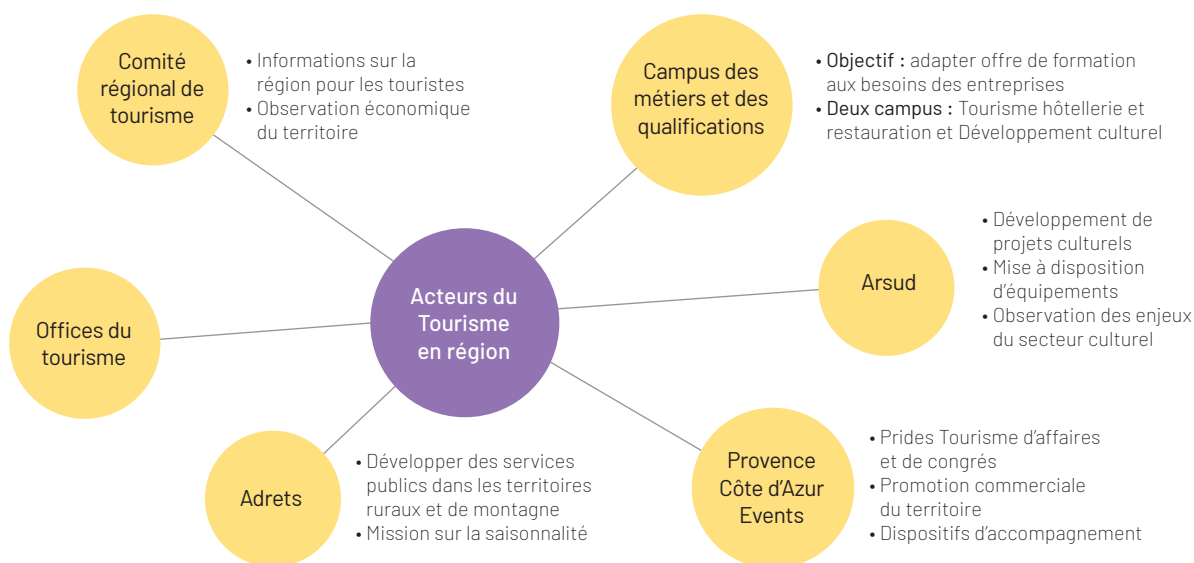 Comité
régional de
tourisme
• Informations sur la
région pour les touristes
• Observation économique
du territoire
Campus des
métiers et des
qualifications
• Objectif : adapter offre de formation
aux besoins des entreprises
• Deux campus : Tourisme hôtellerie et
restauration et Développement culturel
Acteurs du
Tourisme
en région
Arsud
• Développement de
projets culturels
• Mise à disposition
d'équipements
• Observation des enjeux
du secteur culturel
Offices du
tourisme
Adrets
• Développer des services
publics dans les territoires
ruraux et de montagne
• Mission sur la saisonnalité
Provence
Côte d'Azur
Events
• Prides Tourisme d'affaires
et de congrés
• Promotion commerciale
du territoire
• Dispositifs d'accompagnement